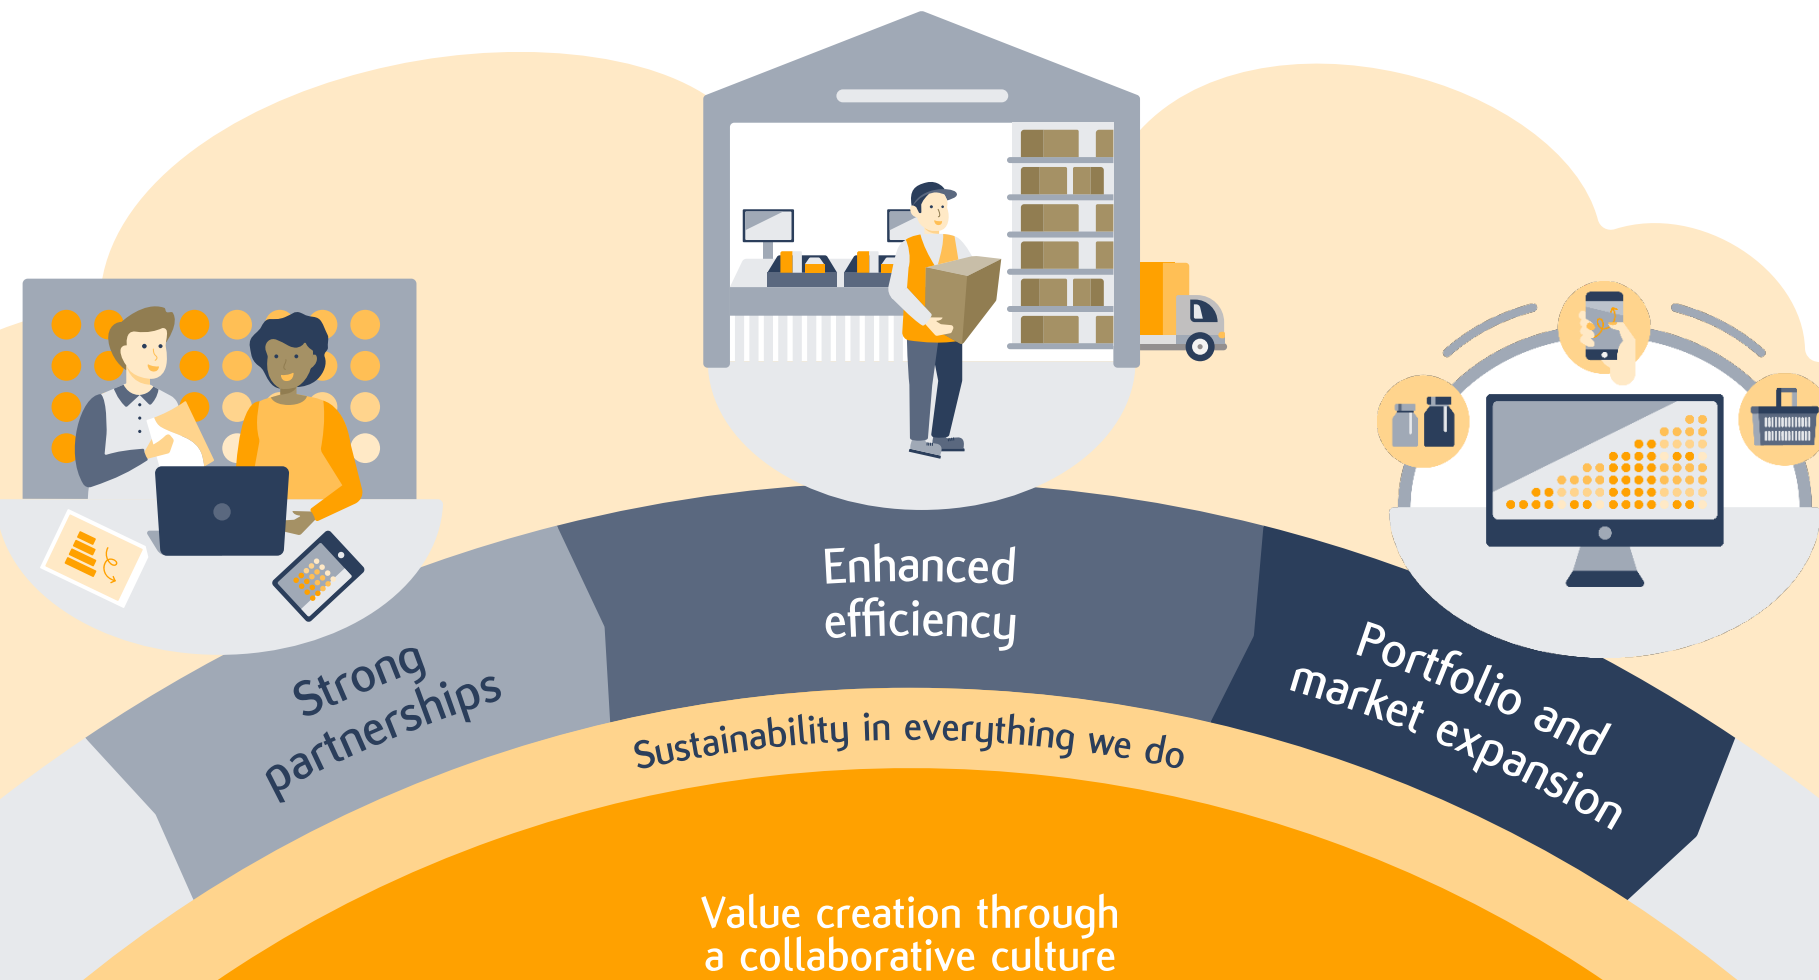 Enhanced
efficiency
Strong
partnerships
Portfolio and
market expansion
Sustainability in everything we do
Value creation through
a collaborative culture